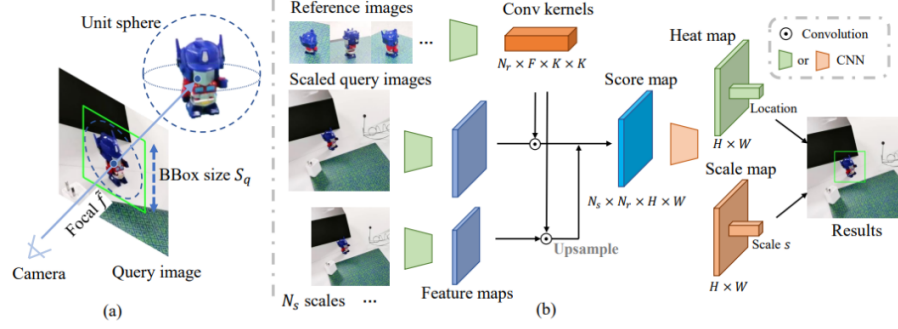 Unit sphere
BBox size S_q
Focal f̃
Camera
Query image
(a)
Reference images
...
Conv kernels
N_r × F × K × K
Scaled query images
N_s scales ...
Feature maps
Upsample
Score map
N_s × N_r × H × W
(b)
Heat map
Location
H × W
Scale map
Scale s
H × W
Convolution
or CNN
Results